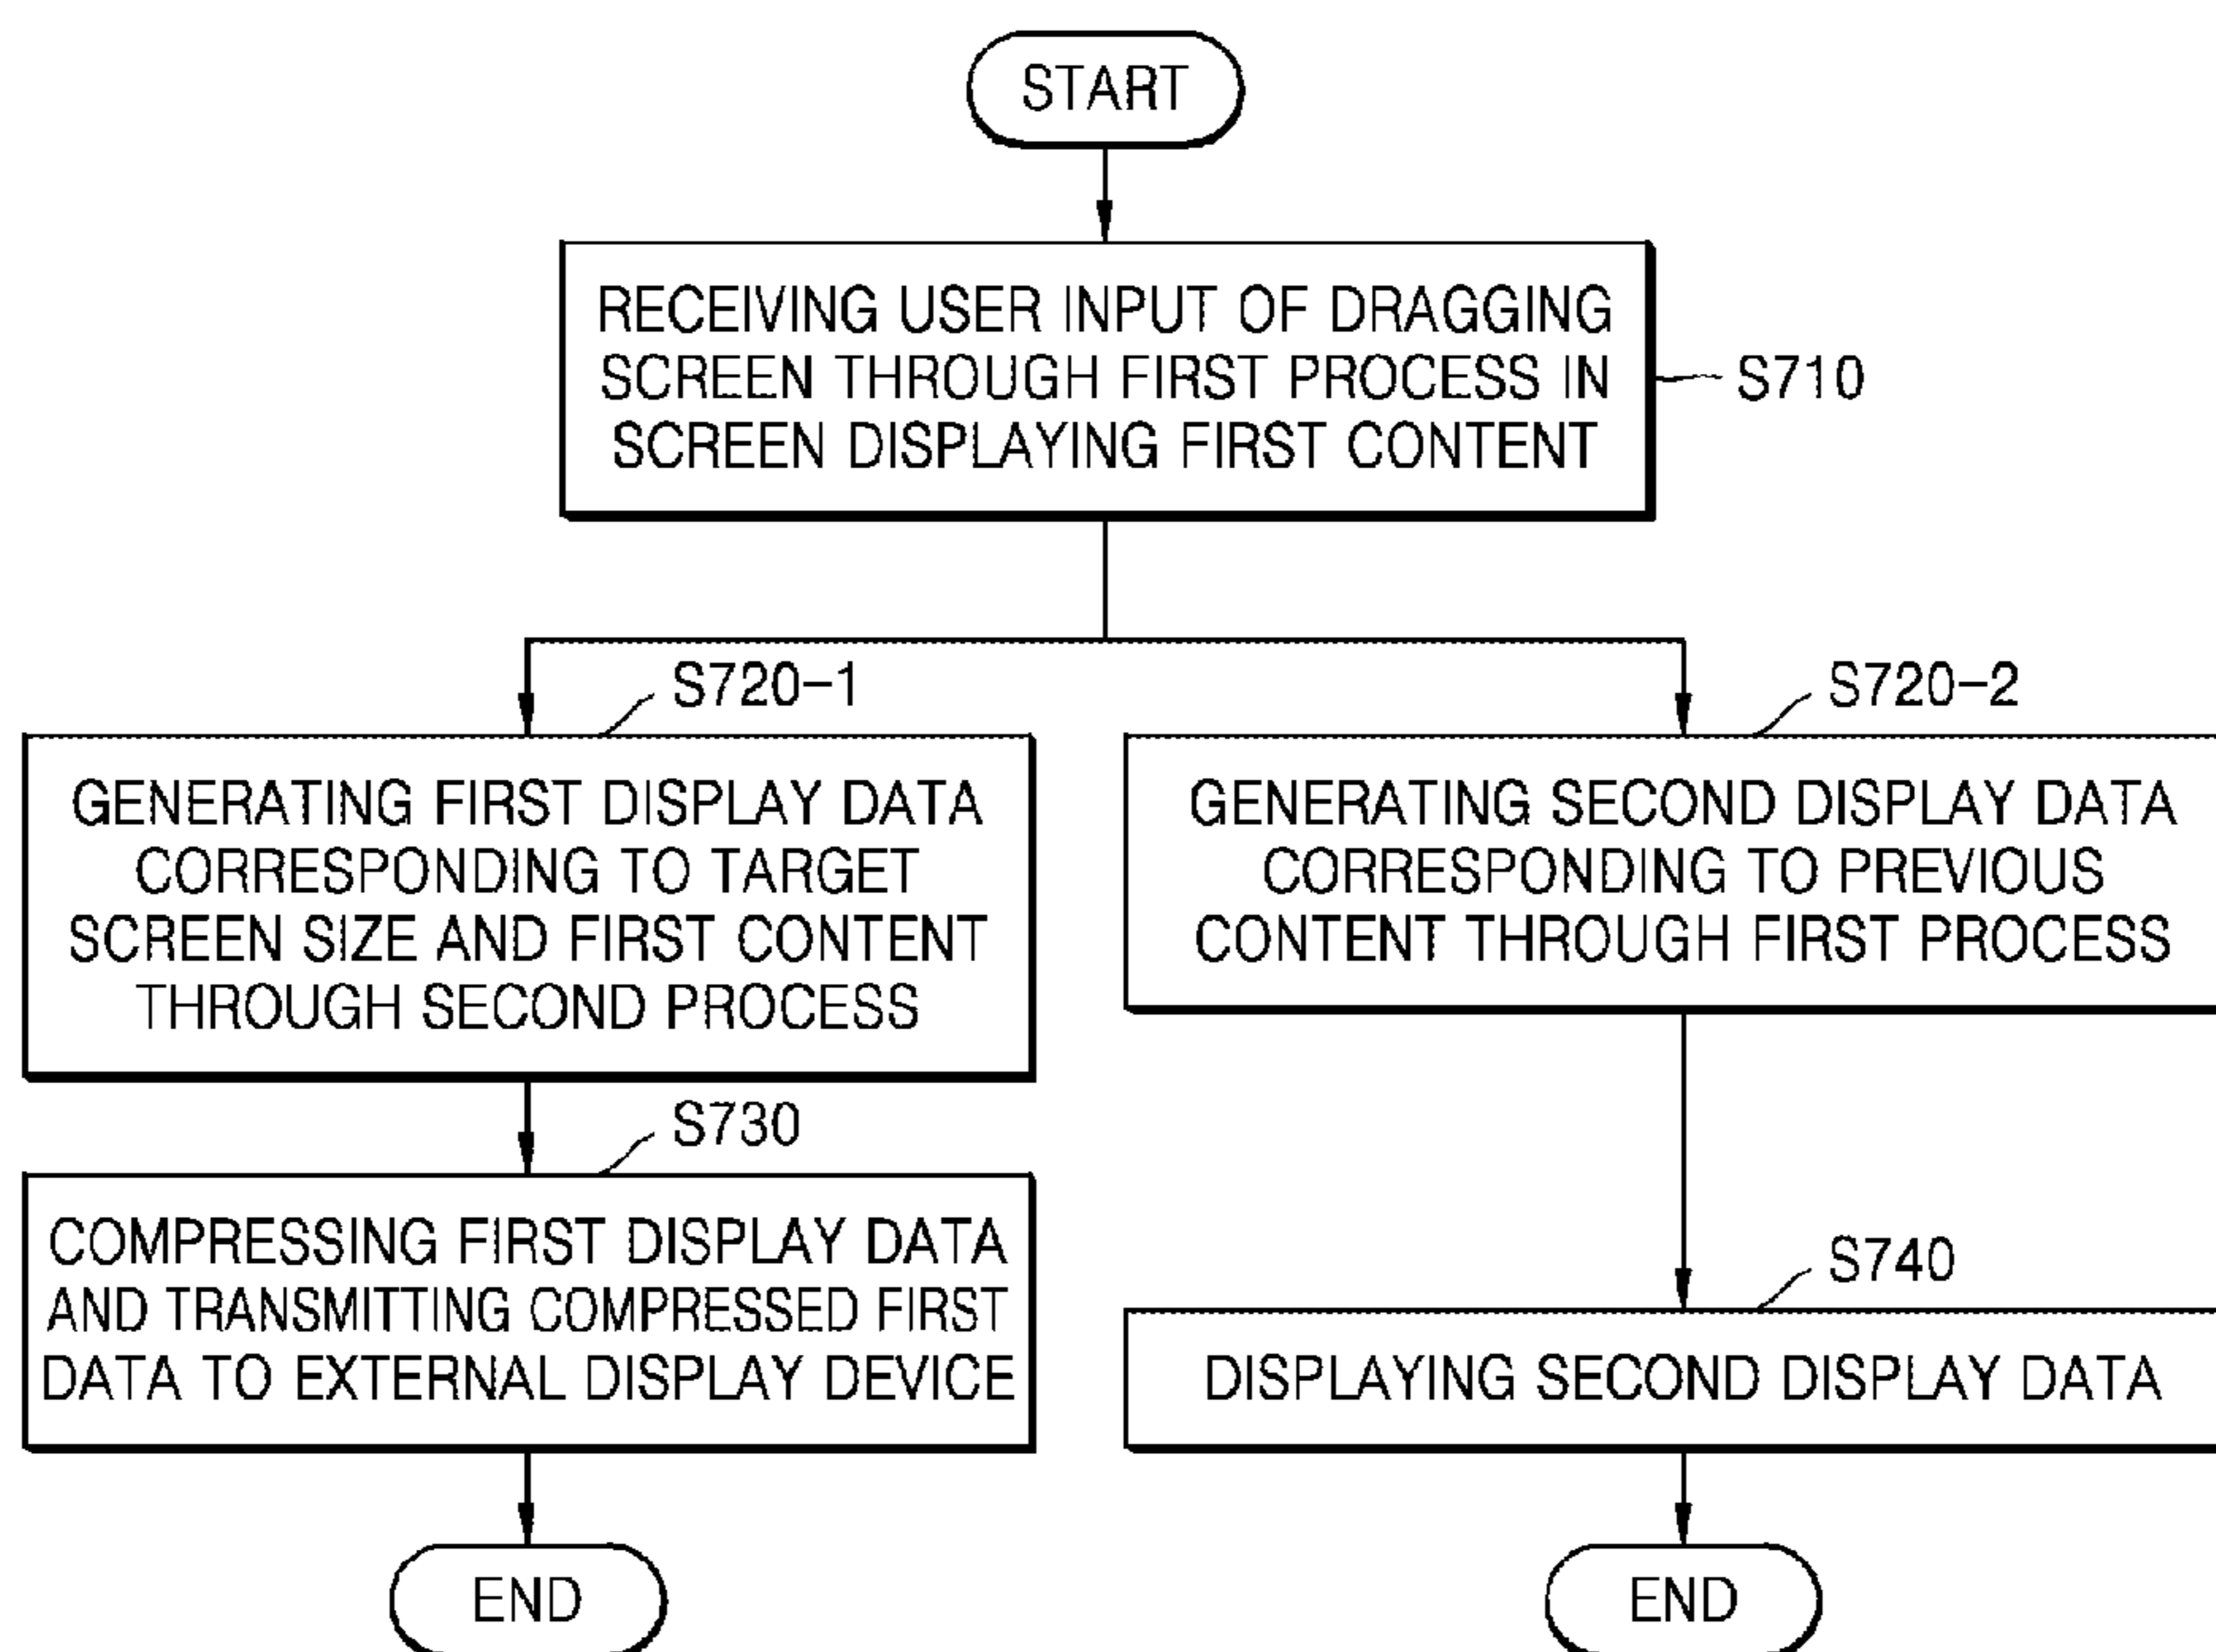 START
RECEIVING USER INPUT OF DRAGGING
SCREEN THROUGH FIRST PROCESS IN
SCREEN DISPLAYING FIRST CONTENT
S710
S720-1
GENERATING FIRST DISPLAY DATA
CORRESPONDING TO TARGET
SCREEN SIZE AND FIRST CONTENT
THROUGH SECOND PROCESS
S730
COMPRESSING FIRST DISPLAY DATA
AND TRANSMITTING COMPRESSED FIRST
DATA TO EXTERNAL DISPLAY DEVICE
END
S720-2
GENERATING SECOND DISPLAY DATA
CORRESPONDING TO PREVIOUS
CONTENT THROUGH FIRST PROCESS
S740
DISPLAYING SECOND DISPLAY DATA
END